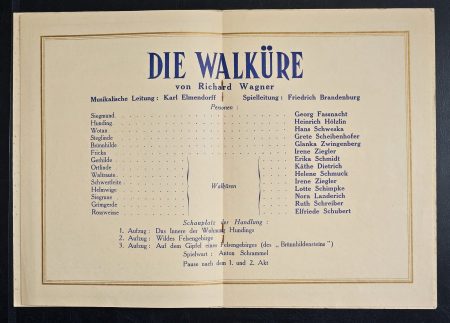 DIE WALKÜRE
von Richard Wagner
Musikalische Leitung: Karl Elmendorff Spielleitung: Friedrich Brandenburg
Personen:
Siegmund Georg Fassnacht
Hunding Heinrich Hölzlin
Wotan Hans Schweska
Sieglinde Grete Scheibenhofer
Brünnhilde Glanka Zwingenberg
Fricka Irene Ziegler
Gerhilde Erika Schmidt
Ortlinde Käthe Dietrich
Waltraute Helene Schmuck
Schwertleite Irene Ziegler
Helmwige Lotte Schimpke
Siegrune Nora Landerich
Grimgerde Ruth Schreiber
Rossweisse Elfriede Schubert
Walküren
Schauplatz der Handlung:
1. Aufzug: Das Innere der Wohnung Hundings
2. Aufzug: Wildes Felsengebirge
3. Aufzug: Auf dem Gipfel eines Felsengebirges (des „Brünnhildensteins")
Spielwart: Anton Schrammel
Pause nach dem 1. und 2. Akt